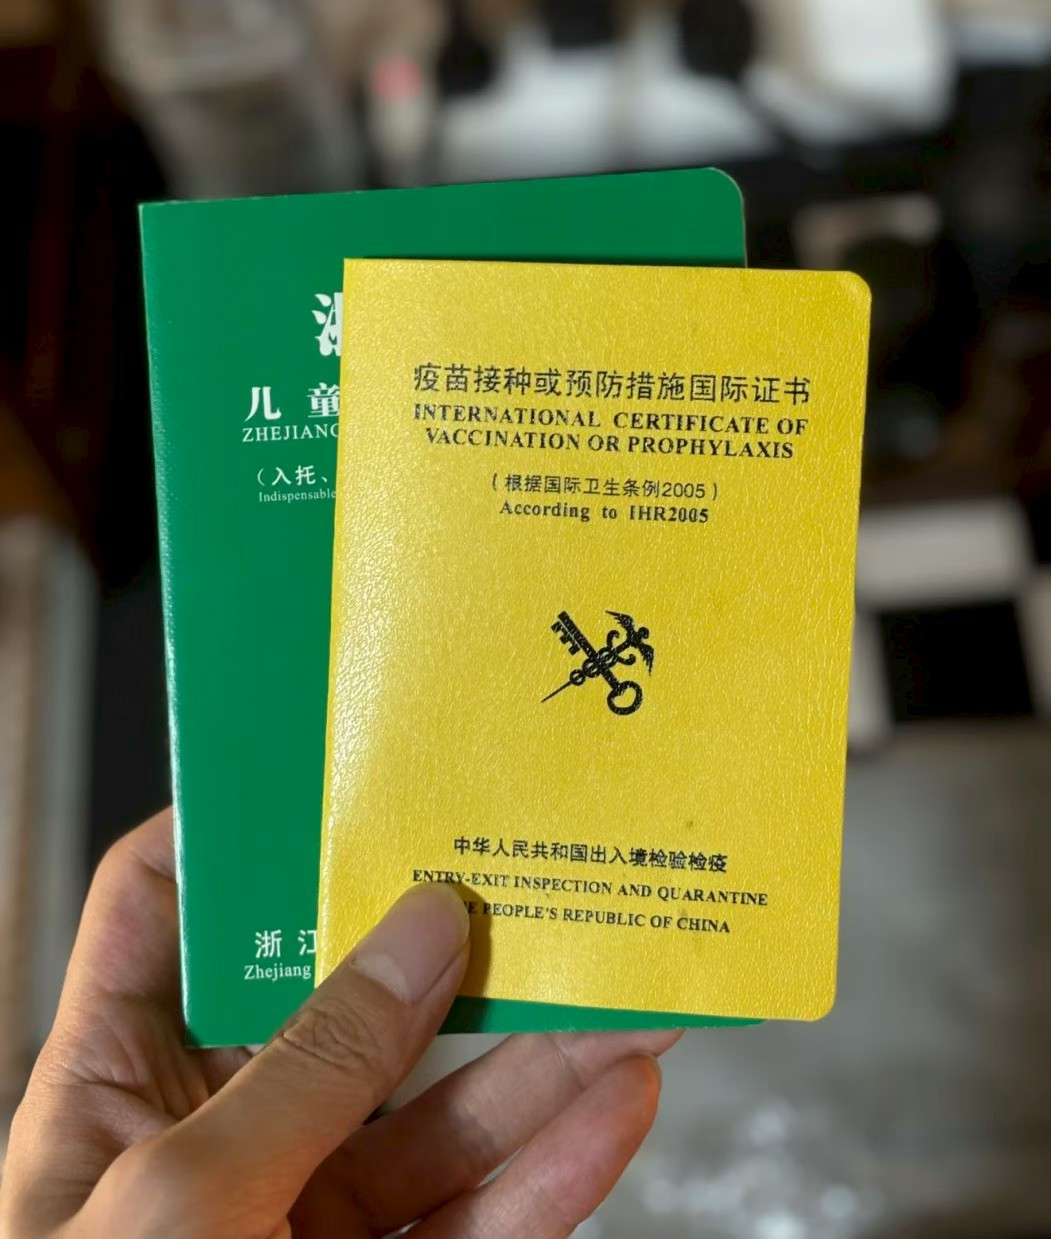 儿童
ZHEJIANG
（入托、
Indispensable
浙江
Zhejiang
疫苗接种或预防措施国际证书
INTERNATIONAL CERTIFICATE OF
VACCINATION OR PROPHYLAXIS
(根据国际卫生条例2005)
According to IHR2005
中华人民共和国出入境检验检疫
ENTRY-EXIT INSPECTION AND QUARANTINE
PEOPLE'S REPUBLIC OF CHINA